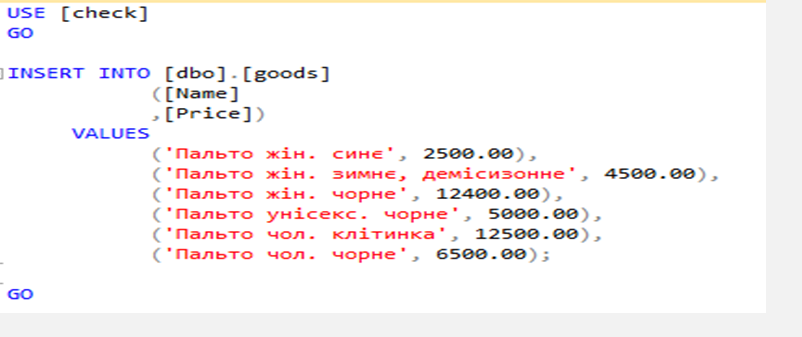 USE [check]
GO
INSERT INTO [dbo].[goods]
([Name]
,[Price])
VALUES
('Пальто жін. синє', 2500.00),
('Пальто жін. зимнє, демісизонне', 4500.00),
('Пальто жін. чорне', 12400.00),
('Пальто унісекс. чорне', 5000.00),
('Пальто чол. клітинка', 12500.00),
('Пальто чол. чорне', 6500.00);
GO